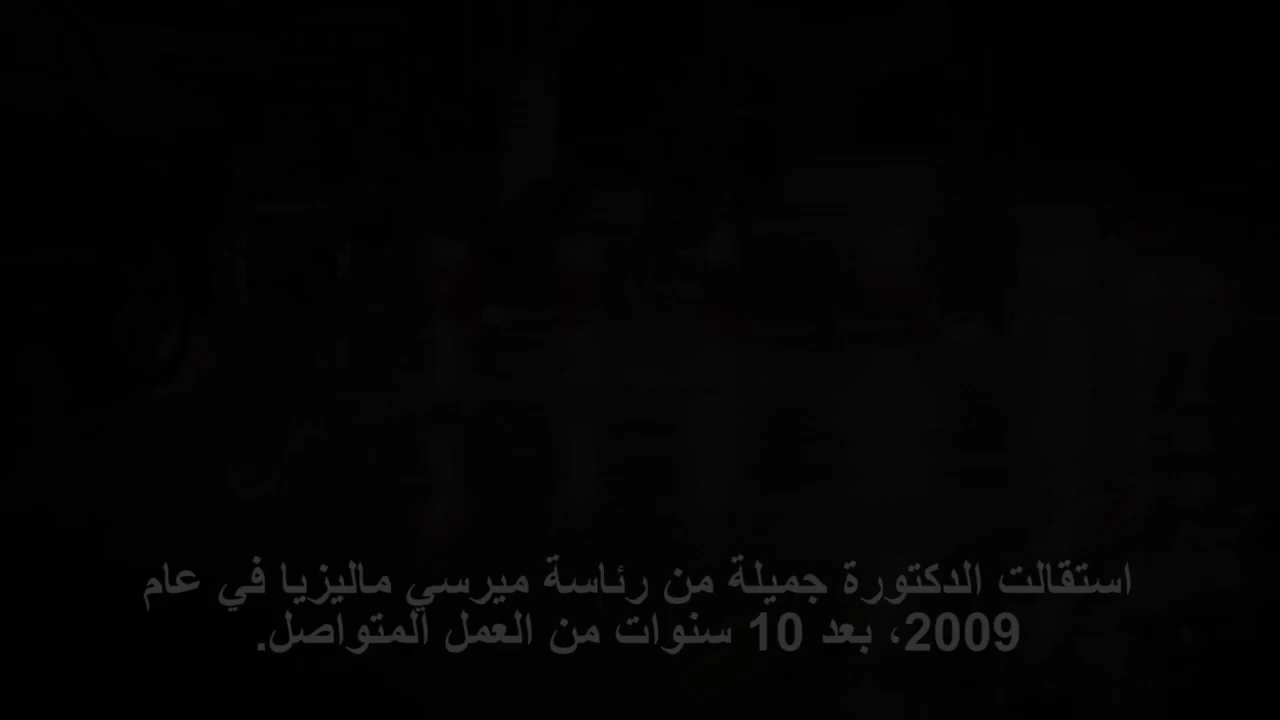 استقالت الدكتورة جميلة من رئاسة ميرسي ماليزيا في عام
2009، بعد 10 سنوات من العمل المتواصل.